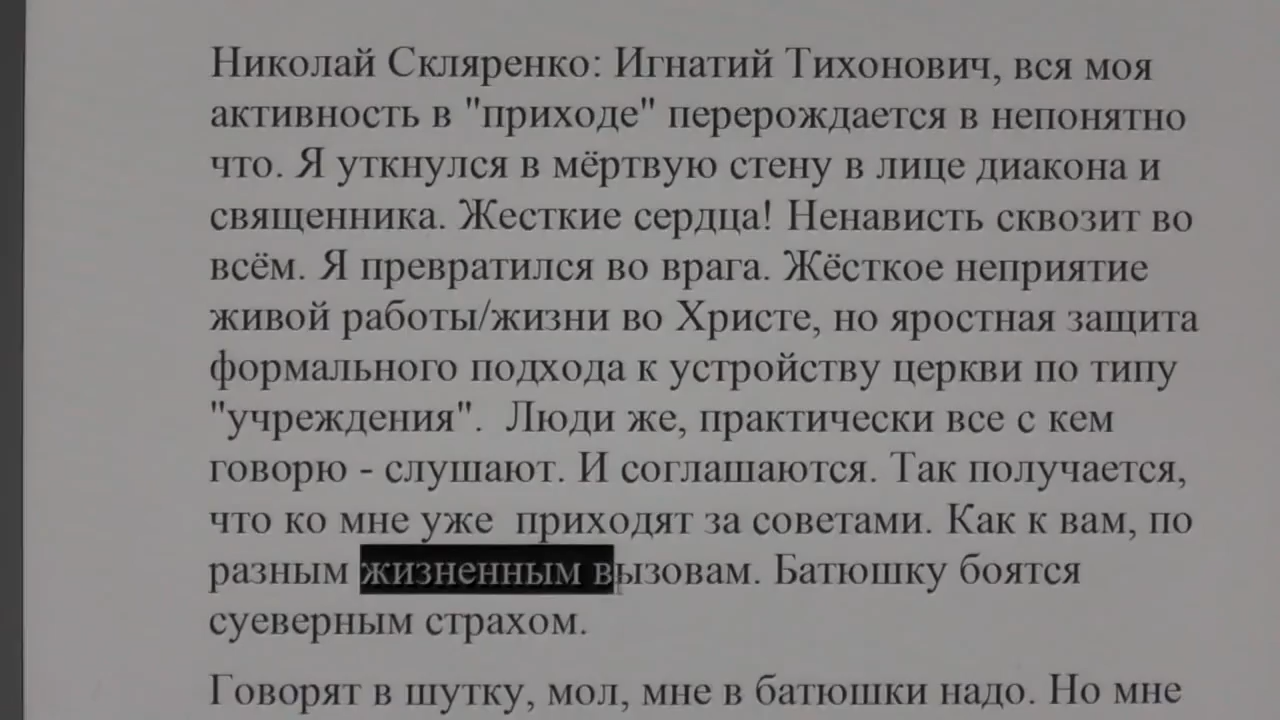 Николай Скляренко: Игнатий Тихонович, вся моя
активность в "приходе" перерождается в непонятно
что. Я уткнулся в мёртвую стену в лице диакона и
священника. Жесткие сердца! Ненависть сквозит во
всём. Я превратился во врага. Жёсткое неприятие
живой работы/жизни во Христе, но яростная защита
формального подхода к устройству церкви по типу
"учреждения".  Люди же, практически все с кем
говорю - слушают. И соглашаются. Так получается,
что ко мне уже  приходят за советами. Как к вам, по
разным жизненным вызовам. Батюшку боятся
суеверным страхом.
Говорят в шутку, мол, мне в батюшки надо. Но мне